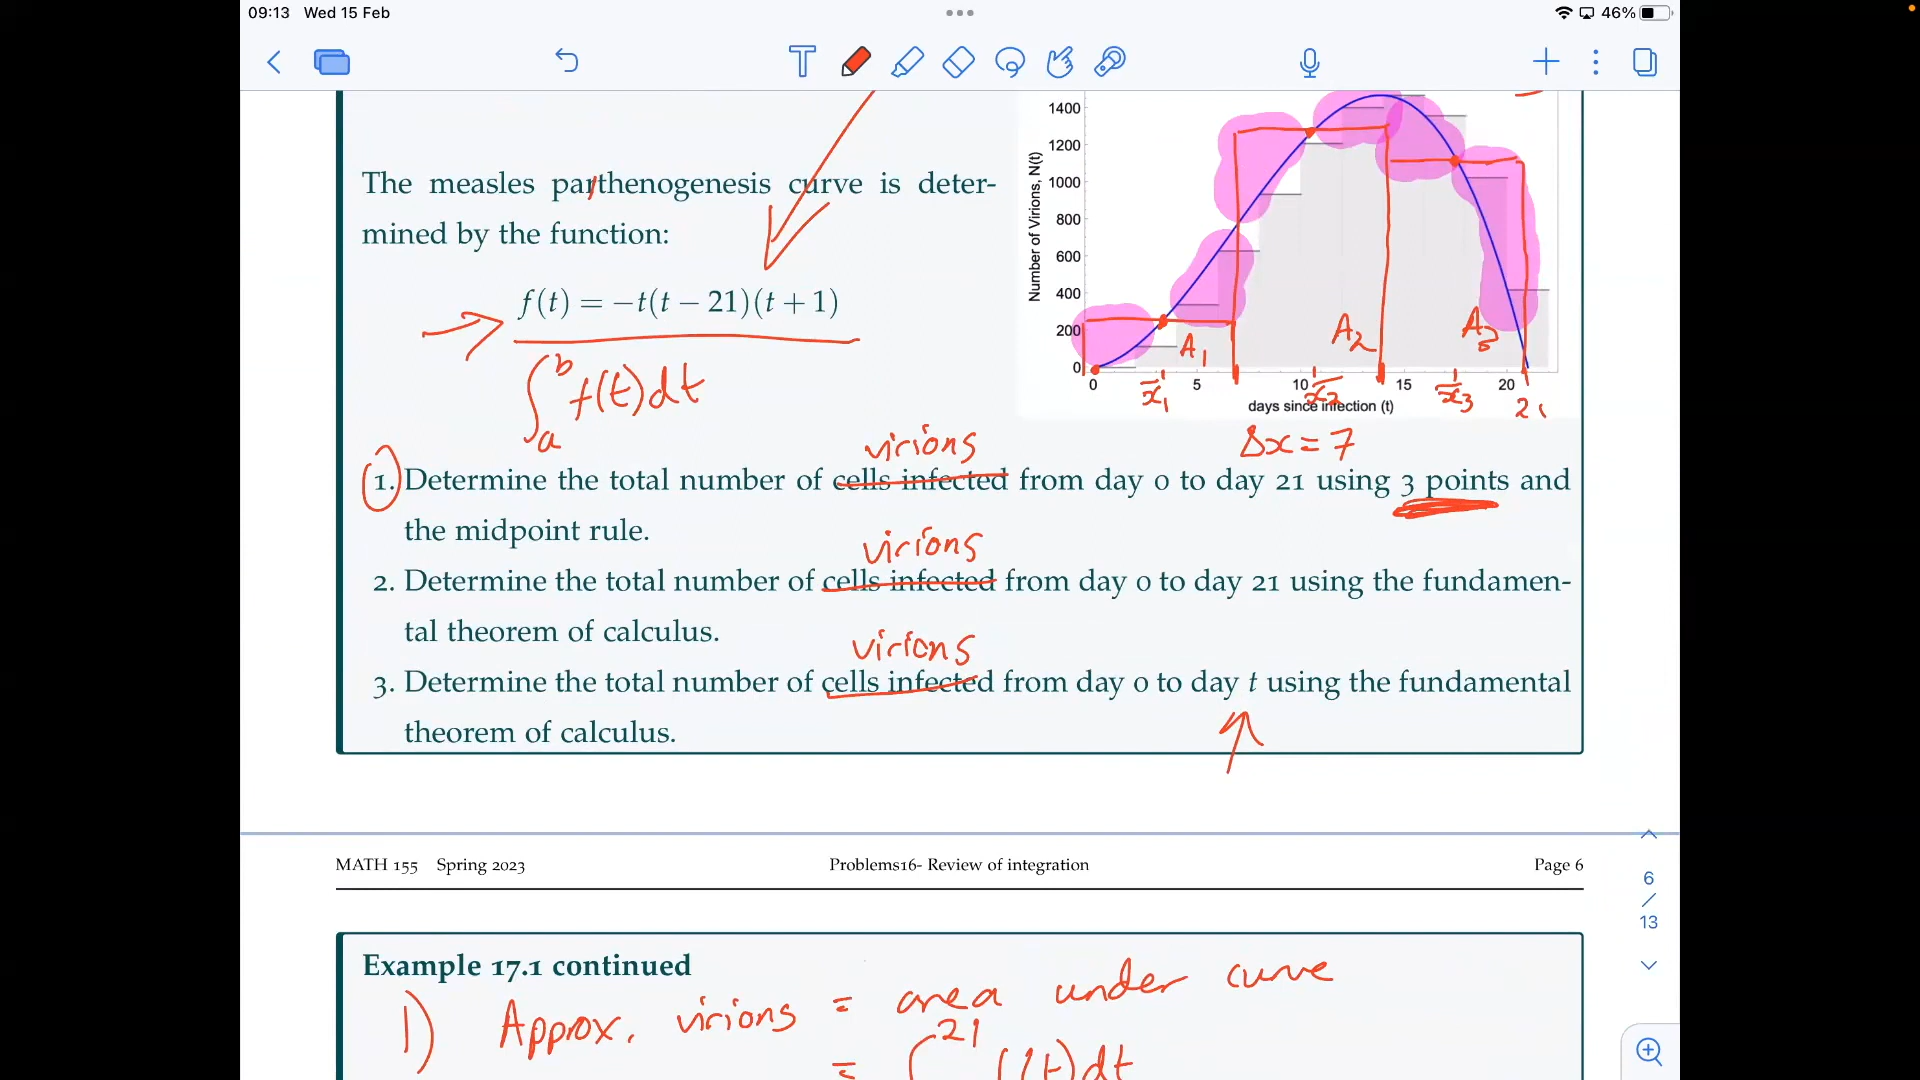 09:13 Wed 15 Feb
46%
The measles parthenogenesis curve is deter-
mined by the function:
f(t) = −t(t − 21)(t + 1)
∫ₐᵇ f(t) dt
Number of Virions, N(t)
1400
1200
1000
800
600
400
200
0
A₁ A₂ A₃
0 5 10 15 20
x̄₁ x̄₂ x̄₃ 21
days since infection (t)
Δx = 7
virions
1. Determine the total number of cells infected from day 0 to day 21 using 3 points and
the midpoint rule.
virions
2. Determine the total number of cells infected from day 0 to day 21 using the fundamen-
tal theorem of calculus.
virions
3. Determine the total number of cells infected from day 0 to day t using the fundamental
theorem of calculus.
MATH 155 Spring 2023 Problems16- Review of integration Page 6
6
/
13
Example 17.1 continued
1) Approx. virions = area under curve
= ∫²¹ f(t) dt